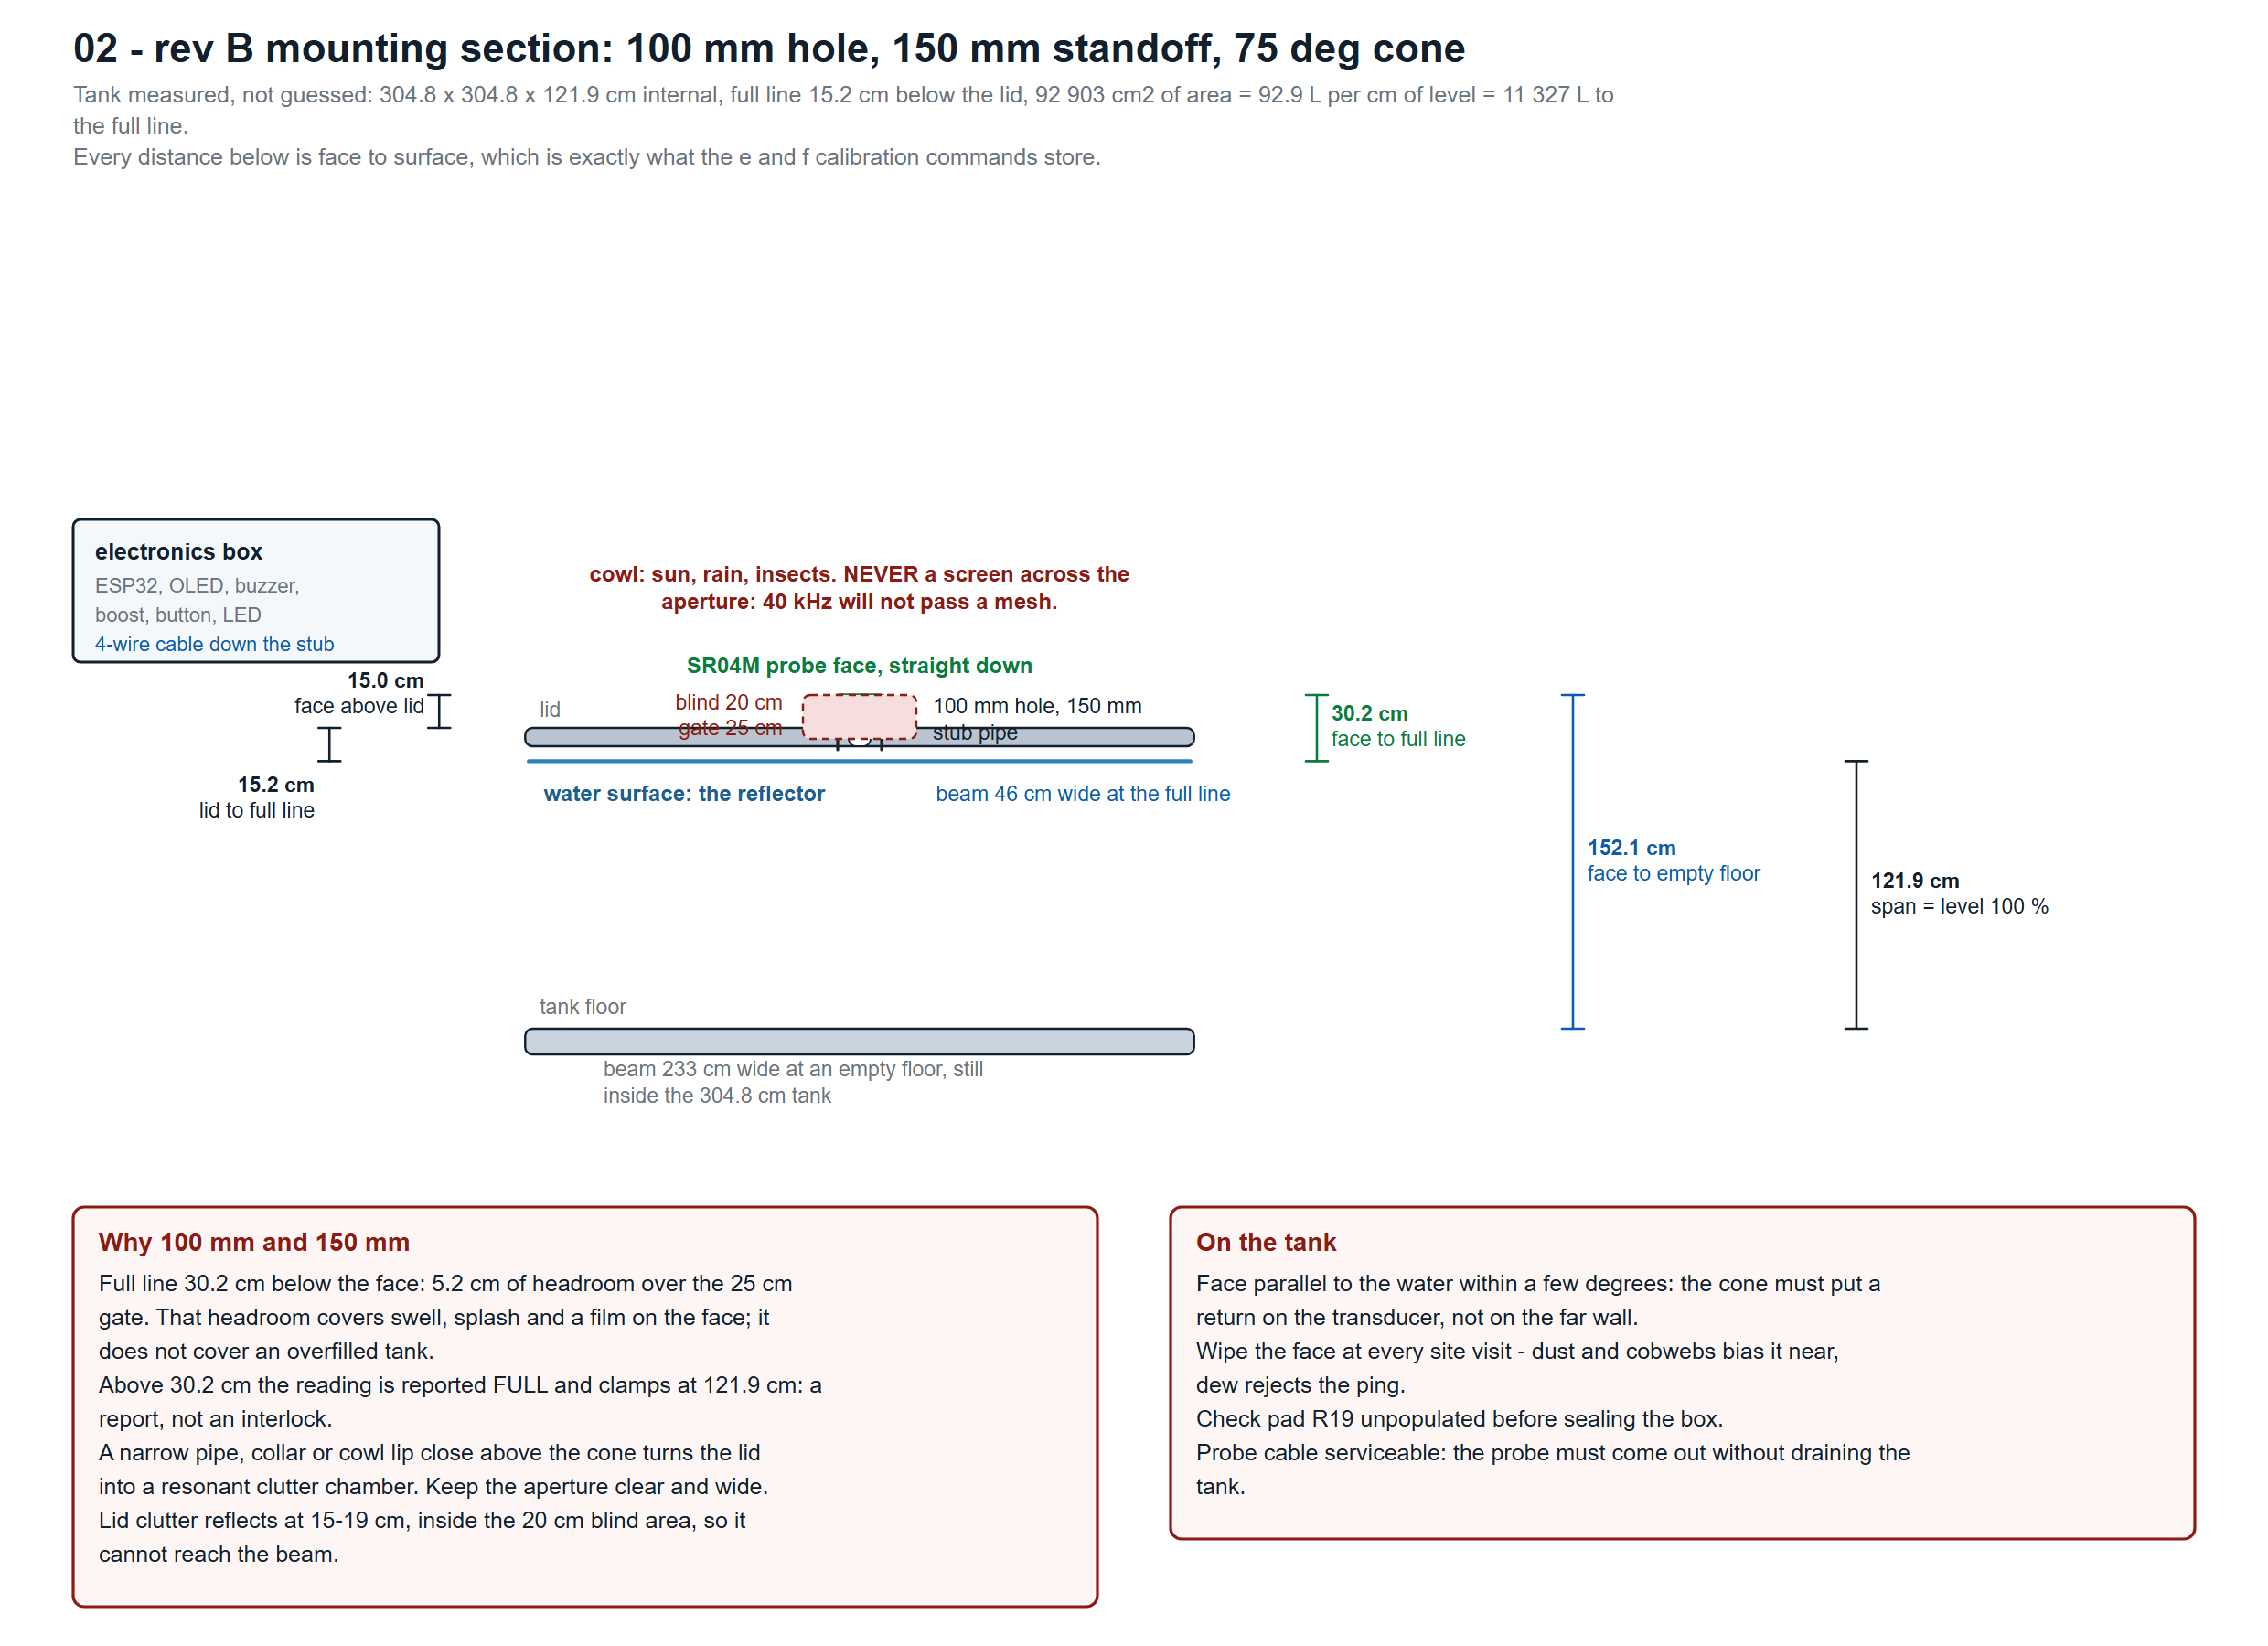 02 - rev B mounting section: 100 mm hole, 150 mm standoff, 75 deg cone
Tank measured, not guessed: 304.8 x 304.8 x 121.9 cm internal, full line 15.2 cm below the lid, 92 903 cm2 of area = 92.9 L per cm of level = 11 327 L to
the full line.
Every distance below is face to surface, which is exactly what the e and f calibration commands store.
electronics box
ESP32, OLED, buzzer,
boost, button, LED
4-wire cable down the stub
cowl: sun, rain, insects. NEVER a screen across the
aperture: 40 kHz will not pass a mesh.
SR04M probe face, straight down
15.0 cm
face above lid
lid
blind 20 cm
gate 25 cm
100 mm hole, 150 mm
stub pipe
30.2 cm
face to full line
15.2 cm
lid to full line
water surface: the reflector
beam 46 cm wide at the full line
152.1 cm
face to empty floor
121.9 cm
span = level 100 %
tank floor
beam 233 cm wide at an empty floor, still
inside the 304.8 cm tank
Why 100 mm and 150 mm
Full line 30.2 cm below the face: 5.2 cm of headroom over the 25 cm
gate. That headroom covers swell, splash and a film on the face; it
does not cover an overfilled tank.
Above 30.2 cm the reading is reported FULL and clamps at 121.9 cm: a
report, not an interlock.
A narrow pipe, collar or cowl lip close above the cone turns the lid
into a resonant clutter chamber. Keep the aperture clear and wide.
Lid clutter reflects at 15-19 cm, inside the 20 cm blind area, so it
cannot reach the beam.
On the tank
Face parallel to the water within a few degrees: the cone must put a
return on the transducer, not on the far wall.
Wipe the face at every site visit - dust and cobwebs bias it near,
dew rejects the ping.
Check pad R19 unpopulated before sealing the box.
Probe cable serviceable: the probe must come out without draining the
tank.